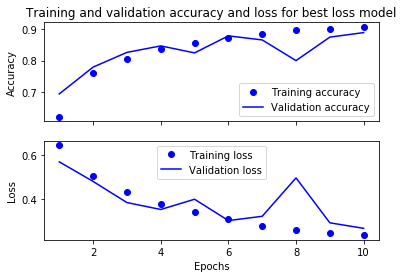 Training and validation accuracy and loss for best loss model
0.9
0.8
0.7
Accuracy
Training accuracy
Validation accuracy
0.6
0.4
Loss
Training loss
Validation loss
2 4 6 8 10
Epochs